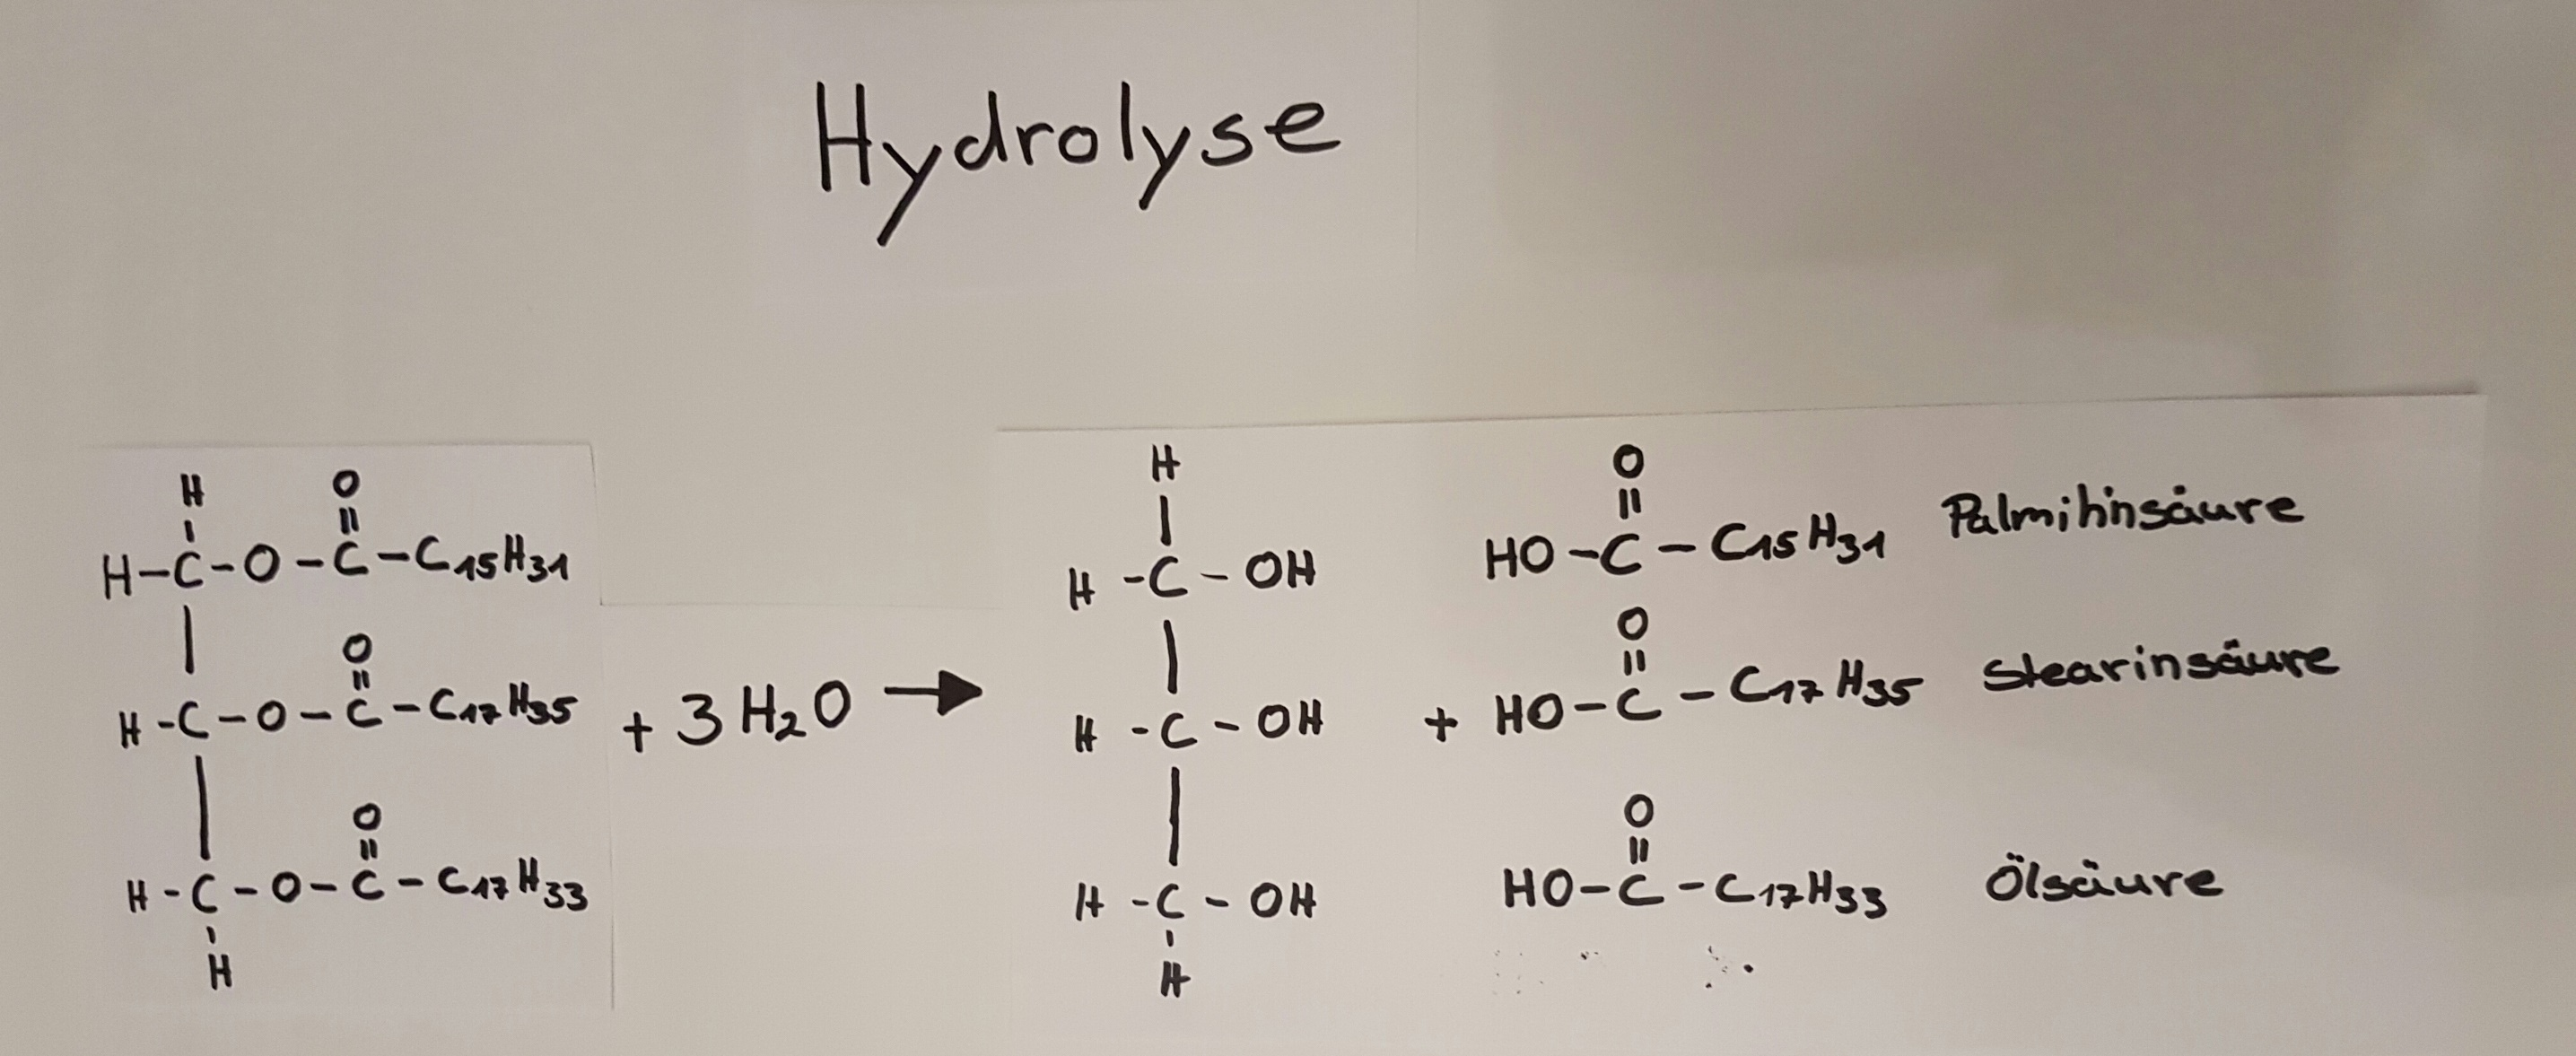 Hydrolyse
H O
H-C-O-C-C15H31
O
H-C-O-C-C17H35
O
H-C-O-C-C17H33
H
+ 3 H2O →
H
H-C-OH
H-C-OH
H-C-OH
H
+
O
HO-C-C15H31 Palmitinsäure
O
HO-C-C17H35 Stearinsäure
O
HO-C-C17H33 Ölsäure